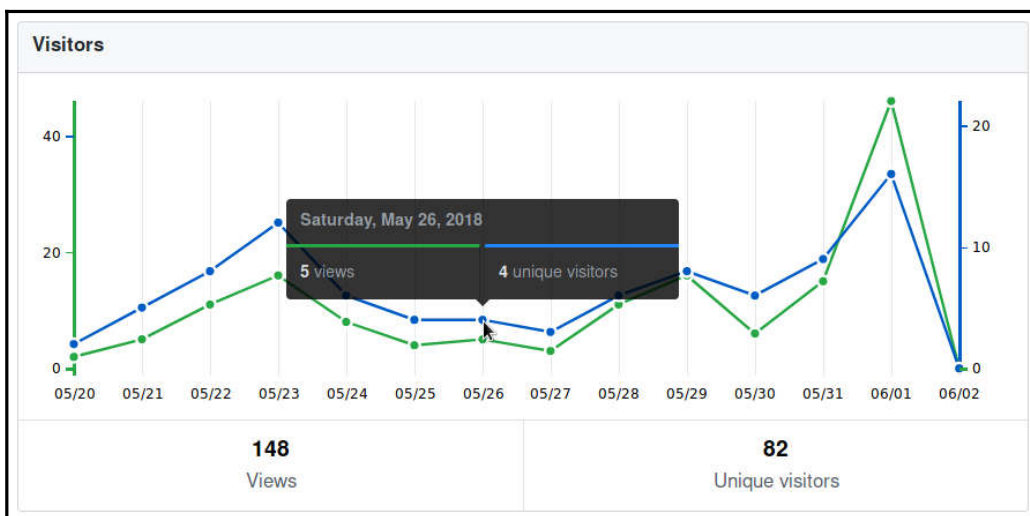 Visitors
40
20
0
20
10
0
Saturday, May 26, 2018
5 views 4 unique visitors
05/20 05/21 05/22 05/23 05/24 05/25 05/26 05/27 05/28 05/29 05/30 05/31 06/01 06/02
148 82
Views Unique visitors